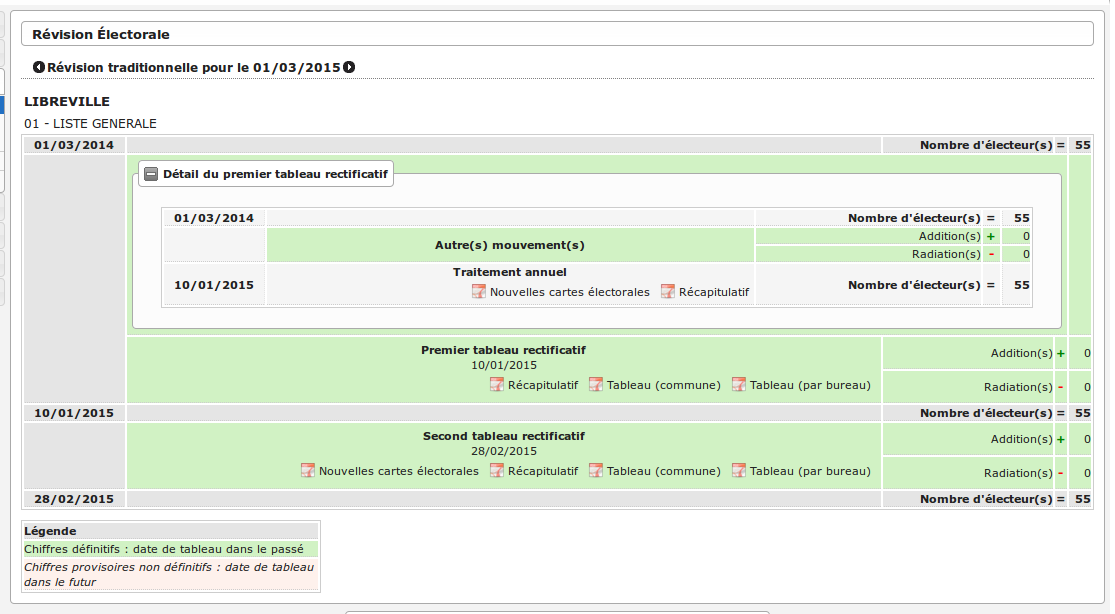 Révision Électorale
Révision traditionnelle pour le 01/03/2015
LIBREVILLE
01 - LISTE GENERALE
01/03/2014 Nombre d'électeur(s) = 55
Détail du premier tableau rectificatif
01/03/2014 Nombre d'électeur(s) = 55
Autre(s) mouvement(s)
Addition(s) + 0
Radiation(s) - 0
Traitement annuel
10/01/2015 Nombre d'électeur(s) = 55
Nouvelles cartes électorales Récapitulatif
Premier tableau rectificatif
Addition(s) + 0
10/01/2015
Récapitulatif Tableau (commune) Tableau (par bureau)
Radiation(s) - 0
10/01/2015 Nombre d'électeur(s) = 55
Second tableau rectificatif
Addition(s) + 0
28/02/2015
Nouvelles cartes électorales Récapitulatif Tableau (commune) Tableau (par bureau)
Radiation(s) - 0
28/02/2015 Nombre d'électeur(s) = 55
Légende
Chiffres définitifs : date de tableau dans le passé
Chiffres provisoires non définitifs : date de tableau
dans le futur